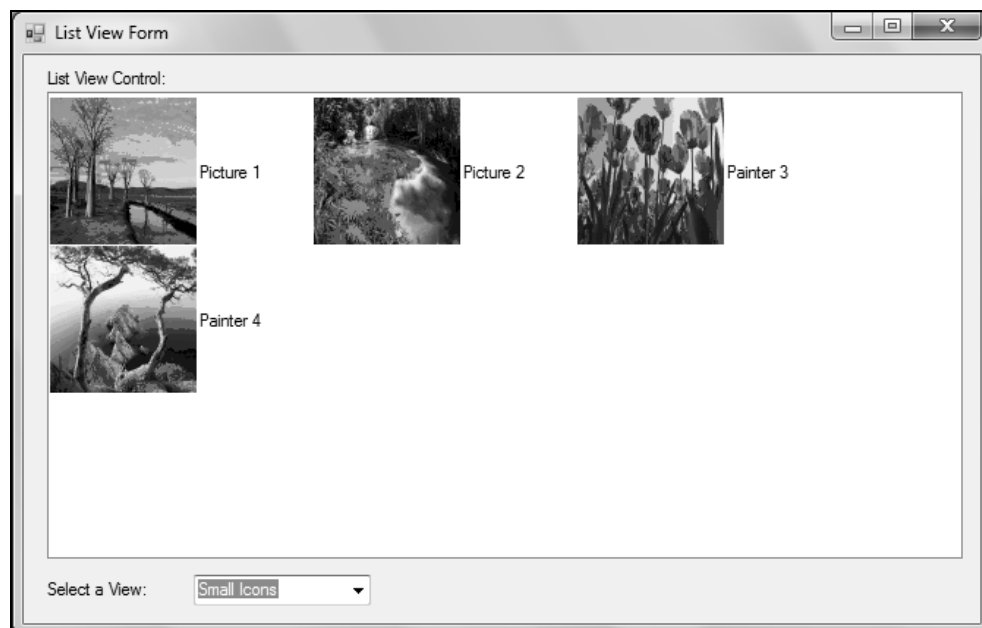 List View Form
List View Control:
Picture 1
Picture 2
Painter 3
Painter 4
Select a View:
Small Icons